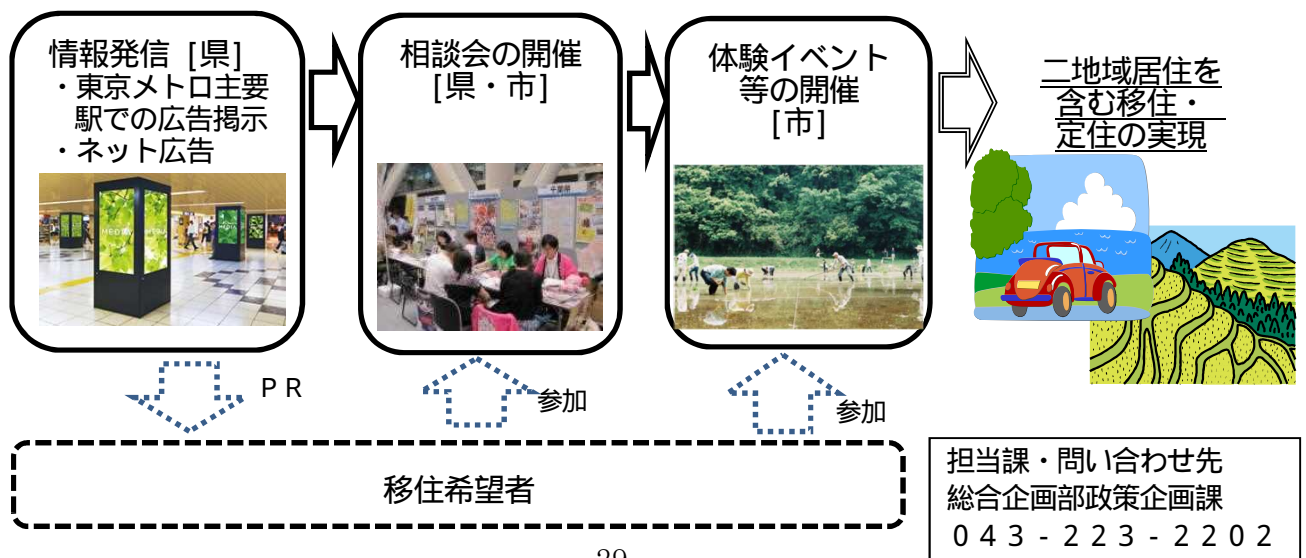 情報発信 [県]
・東京メトロ主要
駅での広告掲示
・ネット広告
相談会の開催
[県・市]
体験イベント
等の開催
[市]
二地域居住を
含む移住・
定住の実現
千葉県
ＰＲ
参加
参加
移住希望者
担当課・問い合わせ先
総合企画部政策企画課
０４３-２２３-２２０２